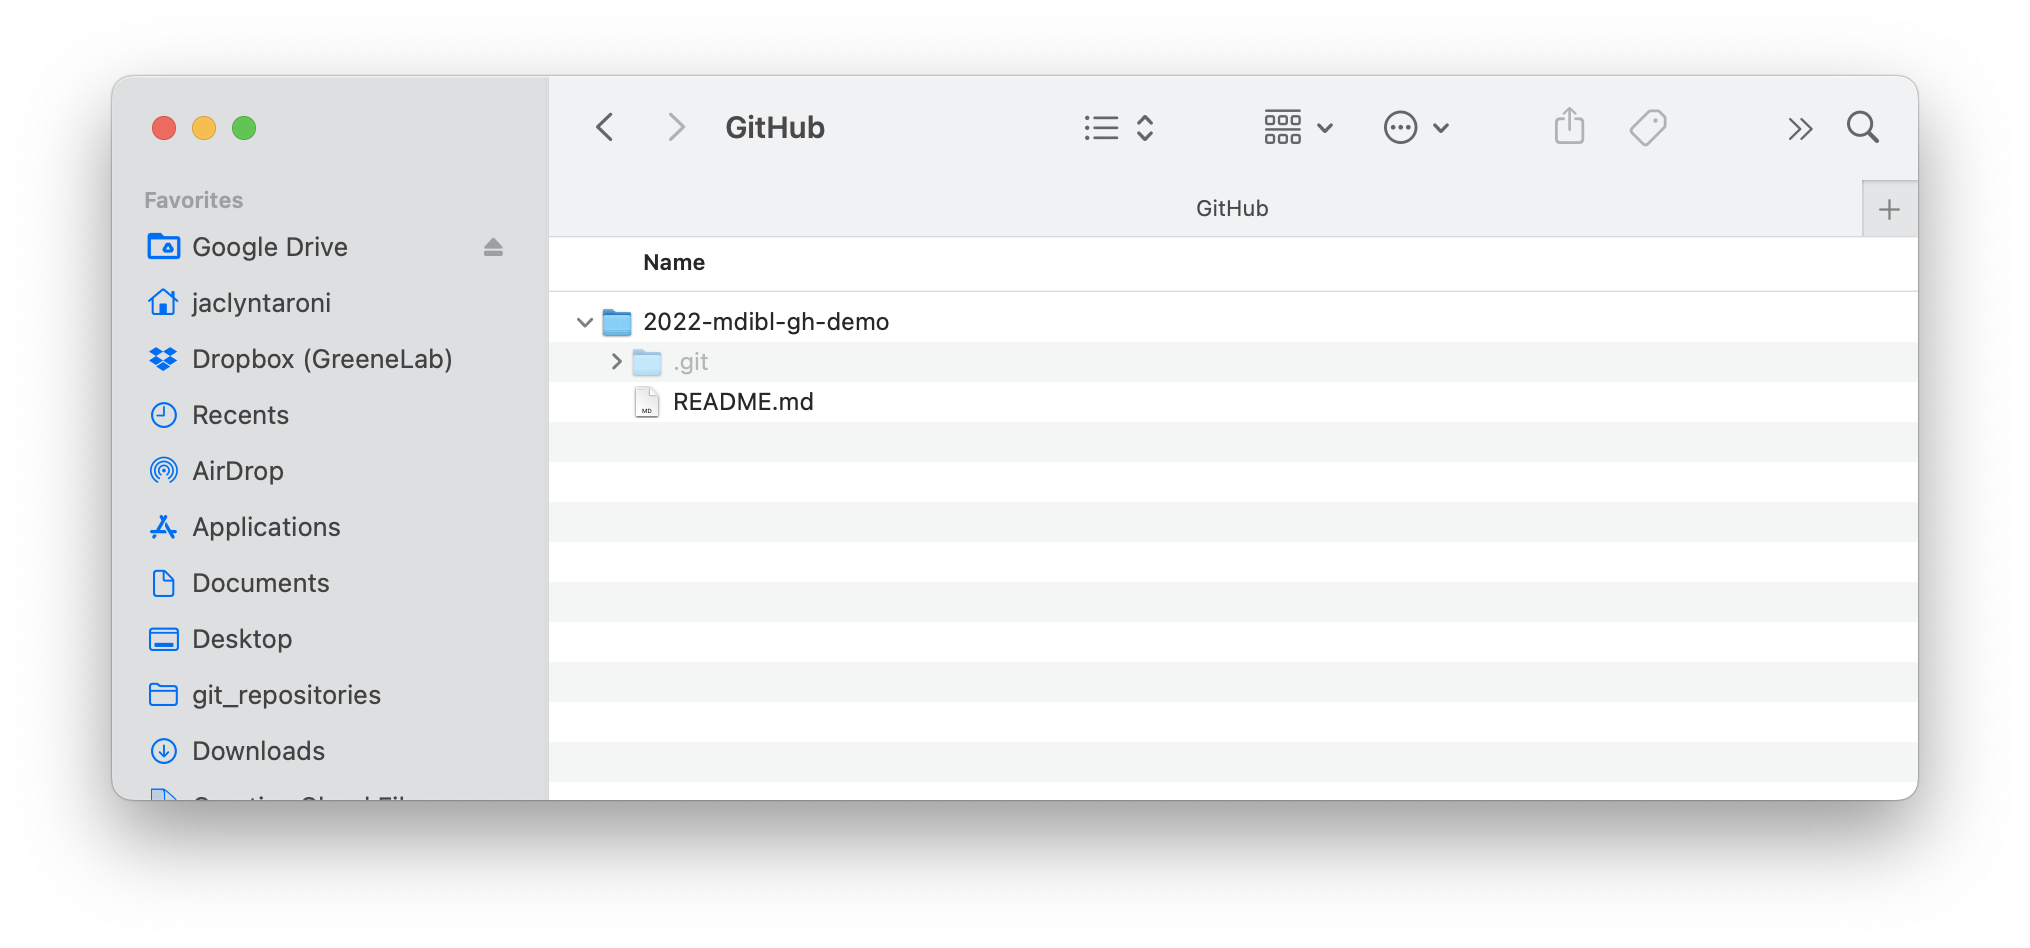 GitHub
GitHub
Favorites
Google Drive
jaclyntaroni
Dropbox (GreeneLab)
Recents
AirDrop
Applications
Documents
Desktop
git_repositories
Downloads
Name
2022-mdibl-gh-demo
.git
README.md
MD